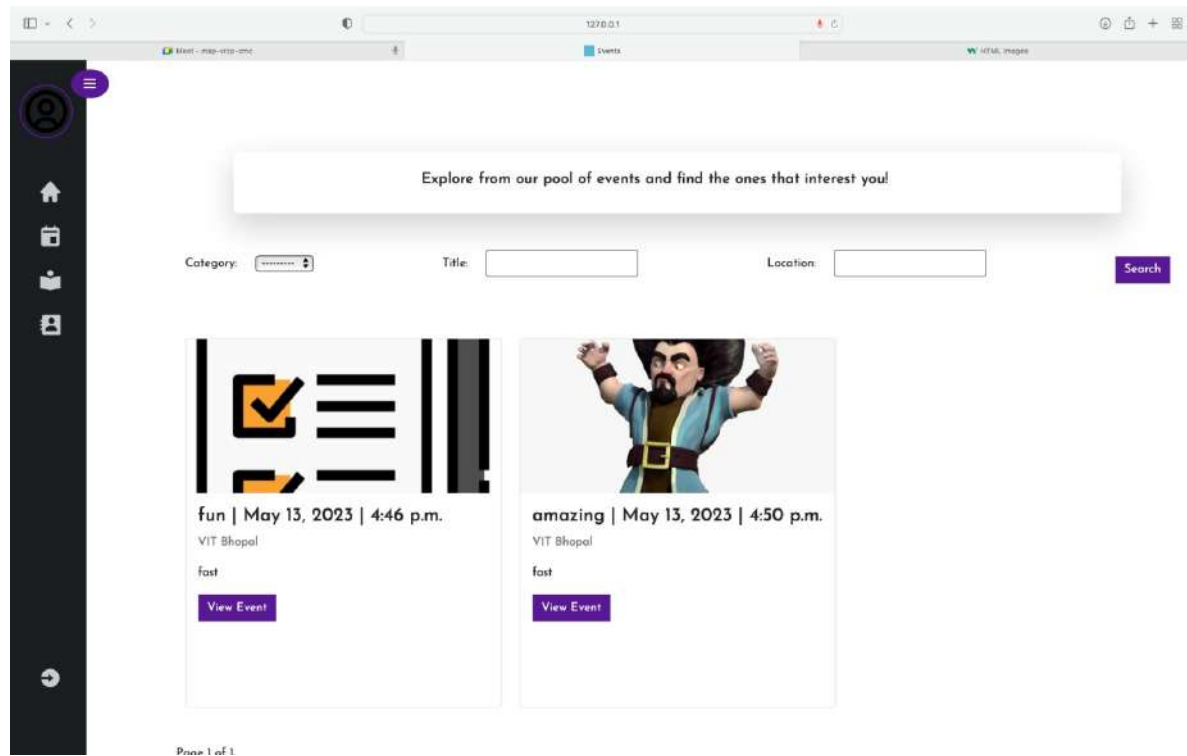 127.0.0.1
Meet - map-
Events
HTML Images
Explore from our pool of events and find the ones that interest you!
Category: --------- Title: Location: Search
fun | May 13, 2023 | 4:46 p.m.
VIT Bhopal
fast
View Event
amazing | May 13, 2023 | 4:50 p.m.
VIT Bhopal
fast
View Event
Page 1 of 1.